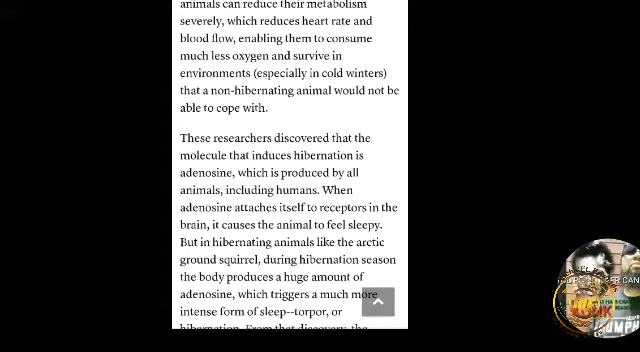 animals can reduce their metabolism
severely, which reduces heart rate and
blood flow, enabling them to consume
much less oxygen and survive in
environments (especially in cold winters)
that a non-hibernating animal would not be
able to cope with.
These researchers discovered that the
molecule that induces hibernation is
adenosine, which is produced by all
animals, including humans. When
adenosine attaches itself to receptors in the
brain, it causes the animal to feel sleepy.
But in hibernating animals like the arctic
ground squirrel, during hibernation season
the body produces a huge amount of
adenosine, which triggers a much more
intense form of sleep--torpor, or
hibernation. From that discovery, the